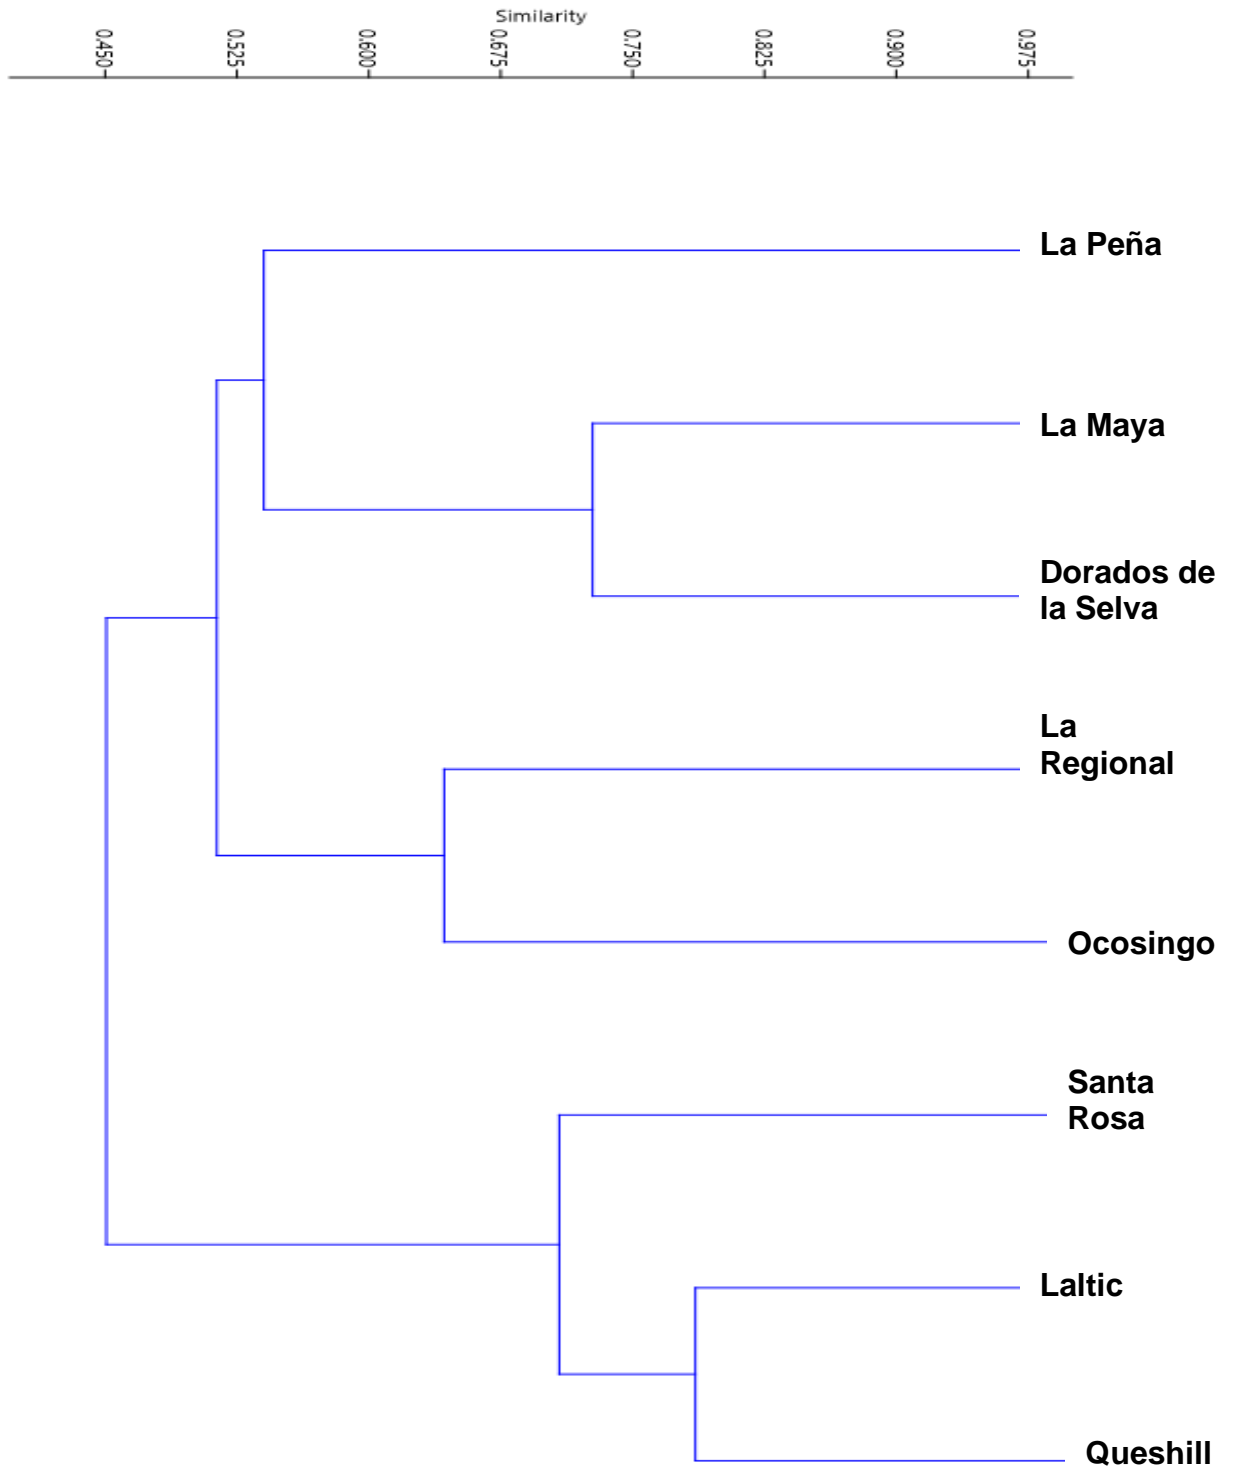 Similarity
0.450 0.525 0.600 0.675 0.750 0.825 0.900 0.975
La Peña
La Maya
Dorados de
la Selva
La
Regional
Ocosingo
Santa
Rosa
Laltic
Queshill